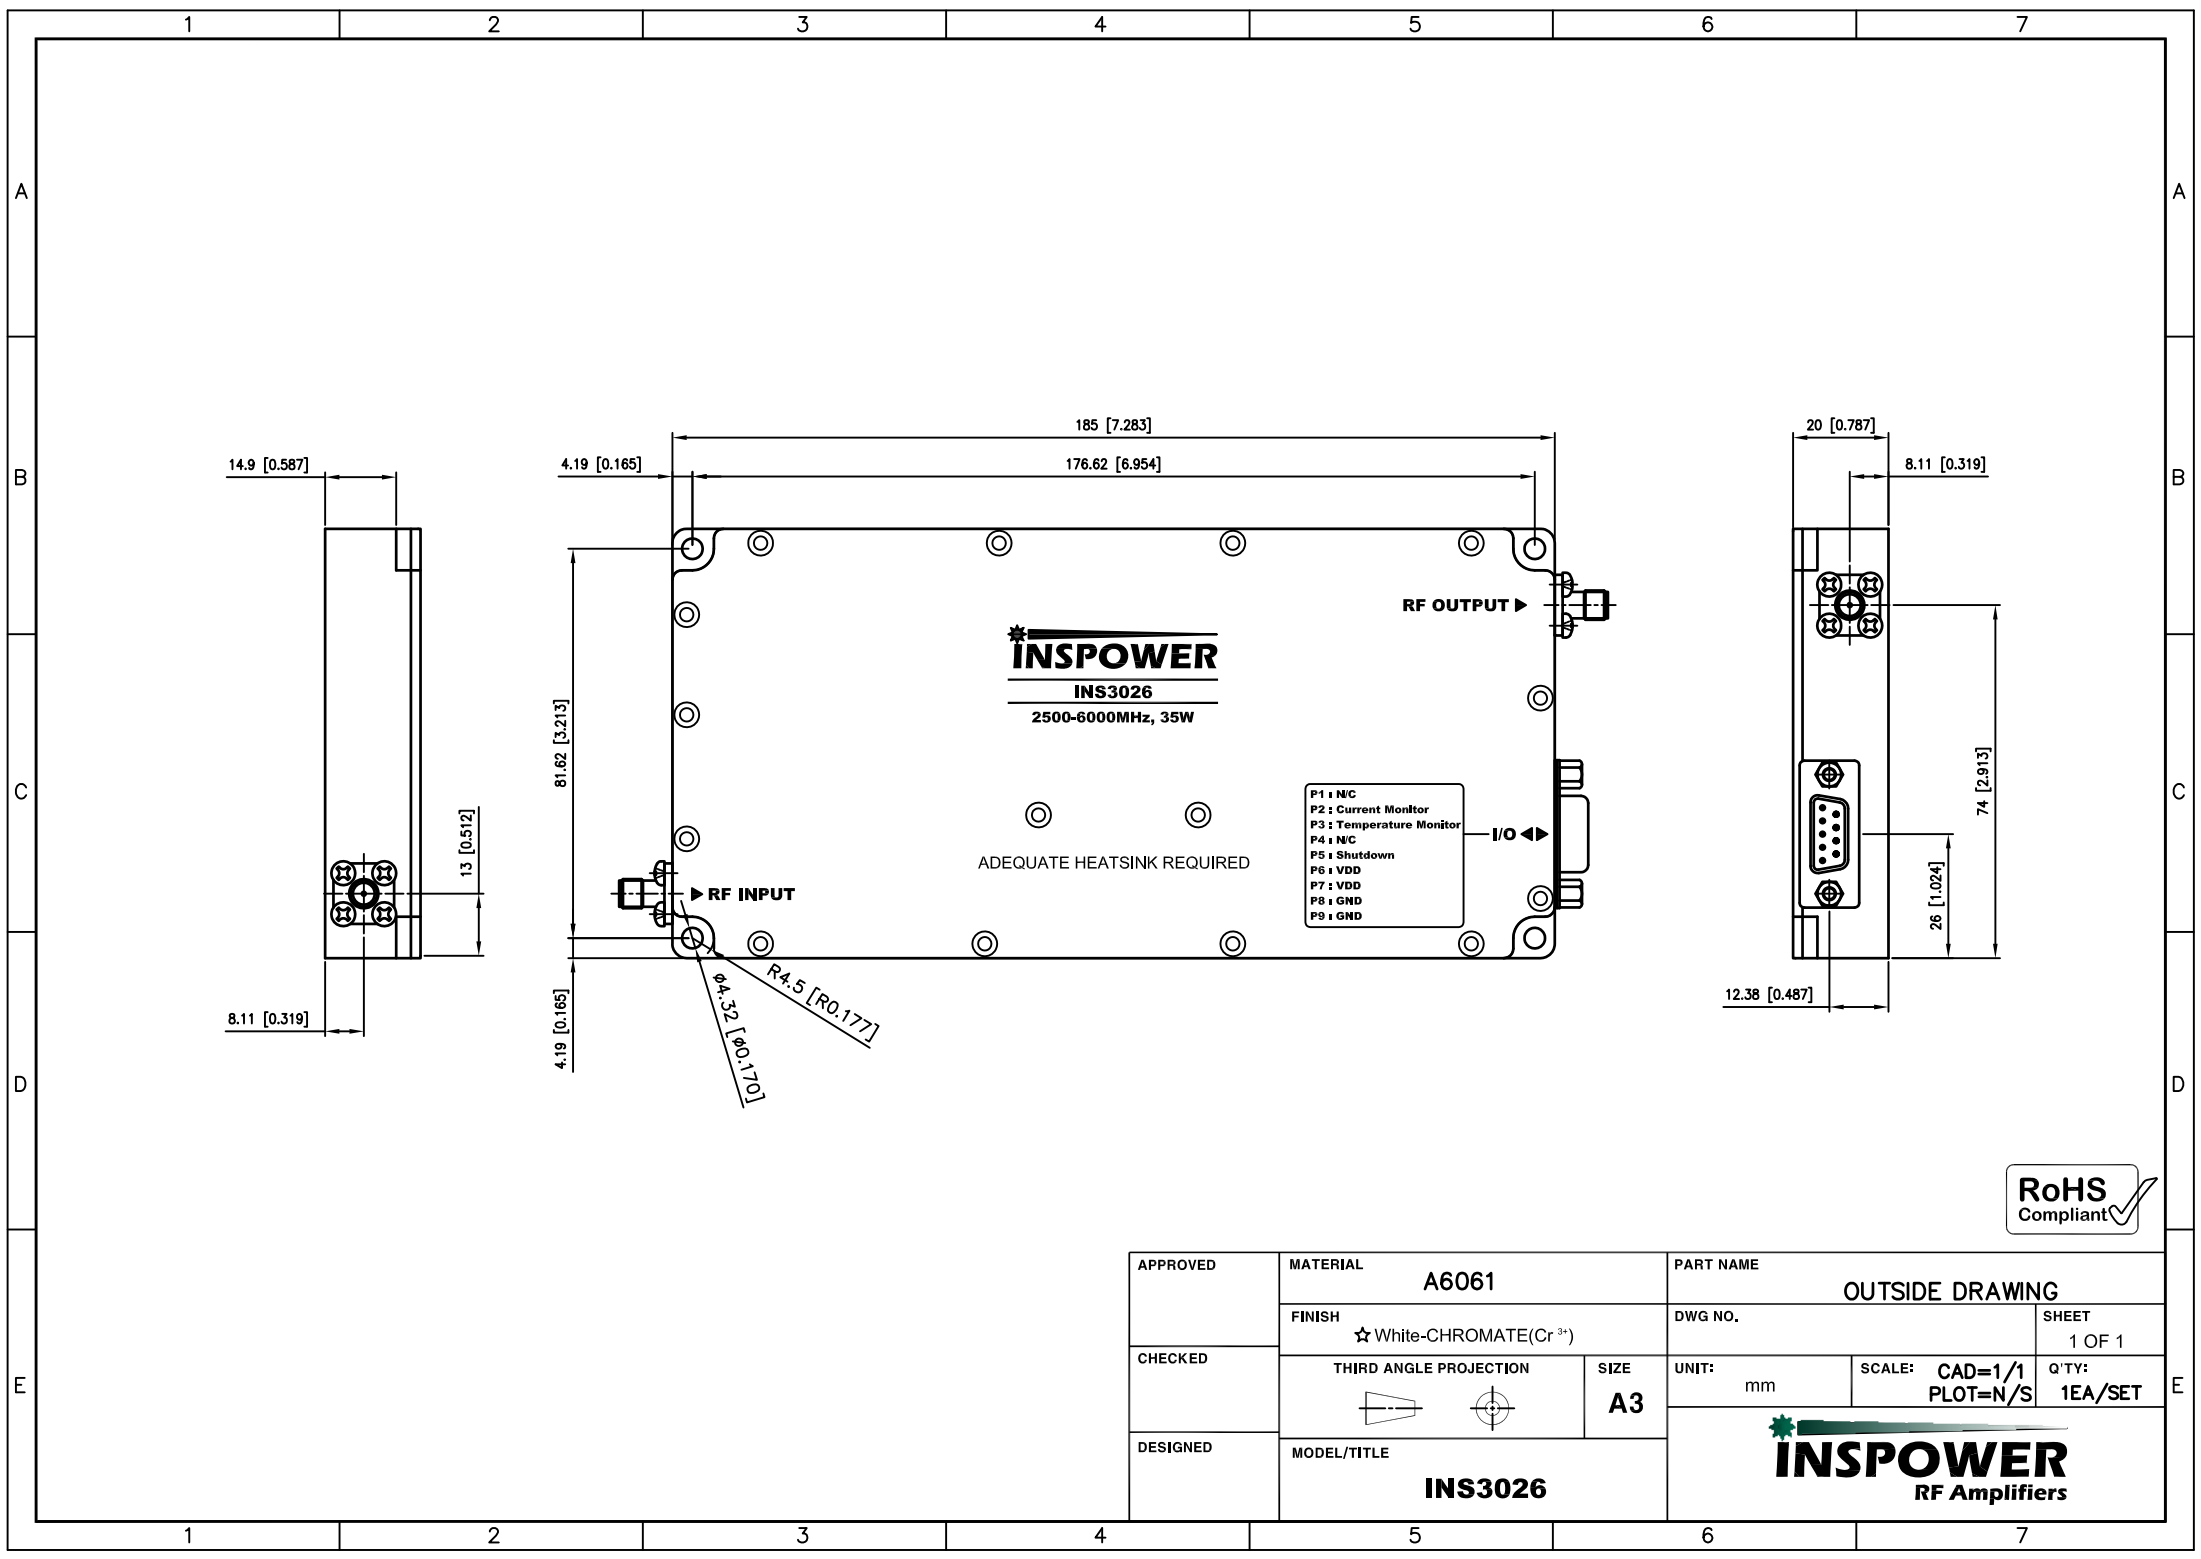 1 2 3 4 5 6 7
A A
B B
C C
D D
E E
14.9 [0.587]
13 [0.512]
8.11 [0.319]
185 [7.283]
4.19 [0.165]
176.62 [6.954]
81.62 [3.213]
4.19 [0.165]
R4.5 [R0.177]
ø4.32 [ø0.170]
RF OUTPUT
INSPOWER
INS3026
2500-6000MHz, 35W
ADEQUATE HEATSINK REQUIRED
RF INPUT
P1 : N/C
P2 : Current Monitor
P3 : Temperature Monitor
P4 : N/C
P5 : Shutdown
P6 : VDD
P7 : VDD
P8 : GND
P9 : GND
I/O
20 [0.787]
8.11 [0.319]
74 [2.913]
26 [1.024]
12.38 [0.487]
RoHS
Compliant
APPROVED
CHECKED
DESIGNED
MATERIAL
A6061
FINISH
☆ White-CHROMATE(Cr ³⁺)
THIRD ANGLE PROJECTION
SIZE
A3
MODEL/TITLE
INS3026
PART NAME
OUTSIDE DRAWING
DWG NO.
SHEET
1 OF 1
UNIT:
mm
SCALE: CAD=1/1
PLOT=N/S
Q'TY:
1EA/SET
INSPOWER
RF Amplifiers
1 2 3 4 5 6 7